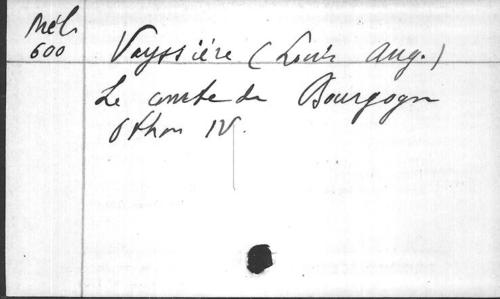 Mél.
600
Vayssière (Louis Aug.)
Le comte de Bourgogne
Othon IV.